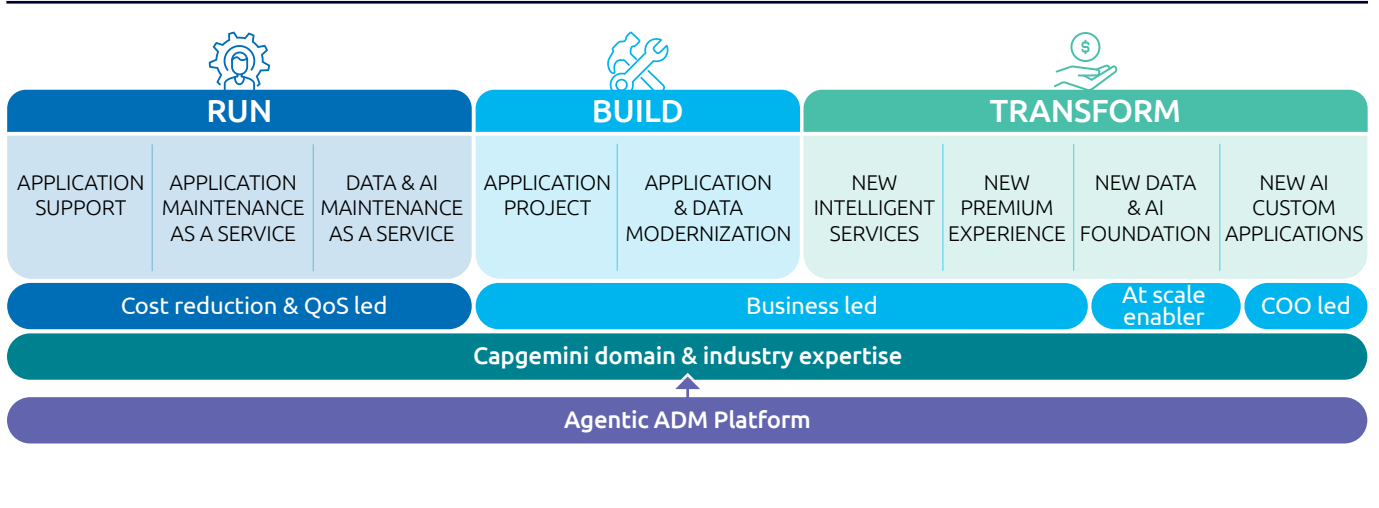 $
RUN
BUILD
TRANSFORM
APPLICATION
SUPPORT
APPLICATION
MAINTENANCE
AS A SERVICE
DATA & AI
MAINTENANCE
AS A SERVICE
APPLICATION
PROJECT
APPLICATION
& DATA
MODERNIZATION
NEW
INTELLIGENT
SERVICES
NEW
PREMIUM
EXPERIENCE
NEW DATA
& AI
FOUNDATION
NEW AI
CUSTOM
APPLICATIONS
Cost reduction & QoS led
Business led
At scale
enabler
COO led
Capgemini domain & industry expertise
Agentic ADM Platform